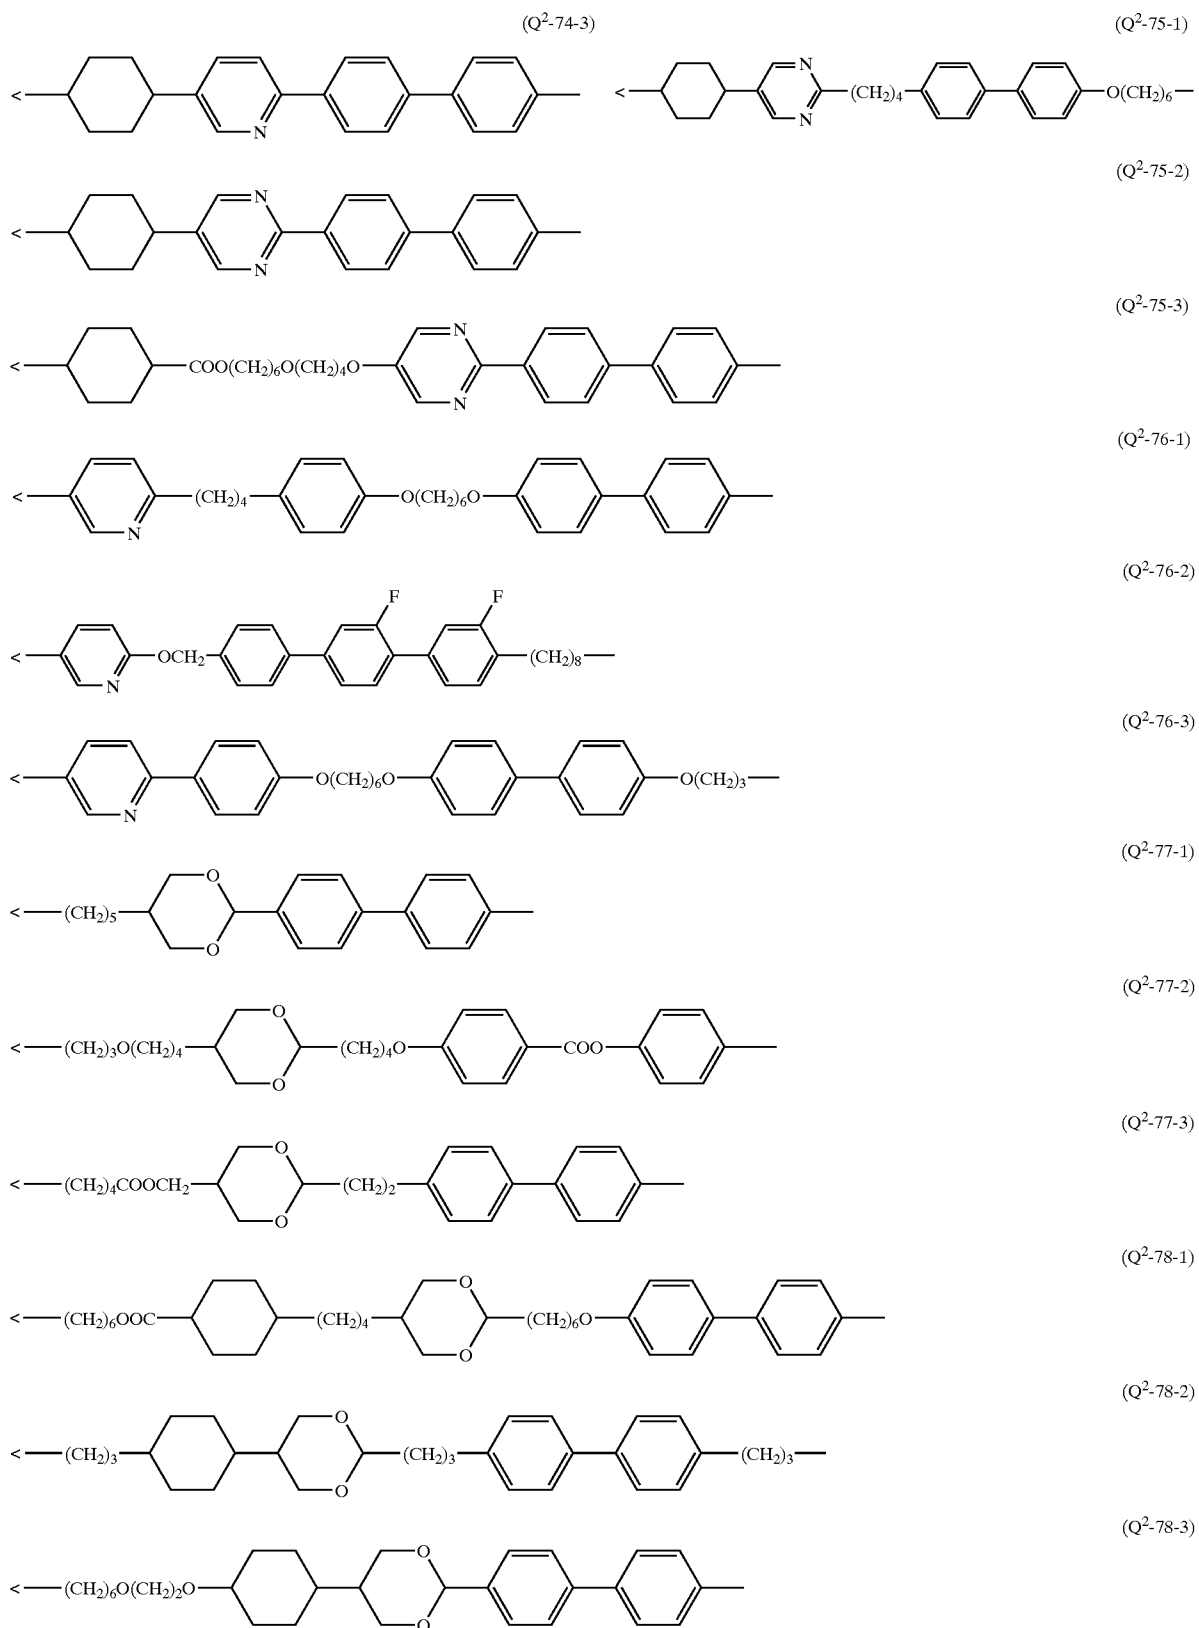 (Q²-74-3) (Q²-75-1)
< N < N N (CH₂)₄ O(CH₂)₆
(Q²-75-2)
< N N
(Q²-75-3)
< COO(CH₂)₆O(CH₂)₄O N N
(Q²-76-1)
< N (CH₂)₄ O(CH₂)₆O
(Q²-76-2)
F F
< N OCH₂ (CH₂)₈
(Q²-76-3)
< N O(CH₂)₆O O(CH₂)₃
(Q²-77-1)
< (CH₂)₅ O O
(Q²-77-2)
< (CH₂)₃O(CH₂)₄ O O (CH₂)₄O COO
(Q²-77-3)
< (CH₂)₄COOCH₂ O O (CH₂)₂
(Q²-78-1)
< (CH₂)₆OOC (CH₂)₄ O O (CH₂)₆O
(Q²-78-2)
< (CH₂)₃ O O (CH₂)₃ (CH₂)₃
(Q²-78-3)
< (CH₂)₆O(CH₂)₂O O O